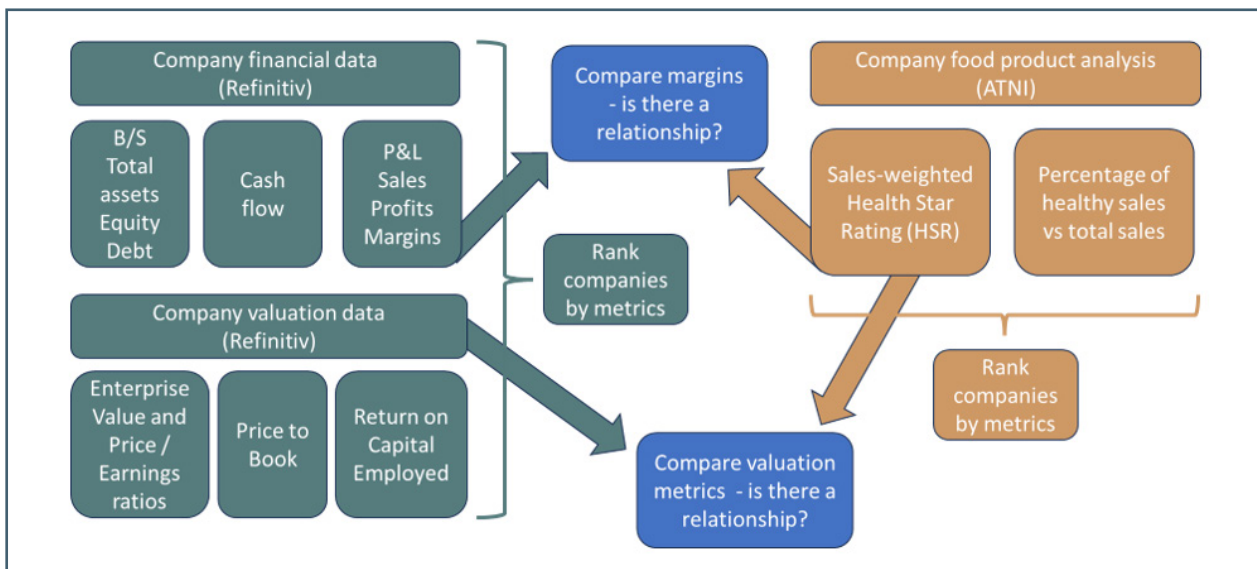 Company financial data
(Refinitiv)
B/S
Total
assets
Equity
Debt
Cash
flow
P&L
Sales
Profits
Margins
Company valuation data
(Refinitiv)
Enterprise
Value and
Price /
Earnings
ratios
Price to
Book
Return on
Capital
Employed
Rank
companies
by metrics
Compare margins
- is there a
relationship?
Compare valuation
metrics - is there a
relationship?
Company food product analysis
(ATNI)
Sales-weighted
Health Star
Rating (HSR)
Percentage of
healthy sales
vs total sales
Rank
companies
by metrics